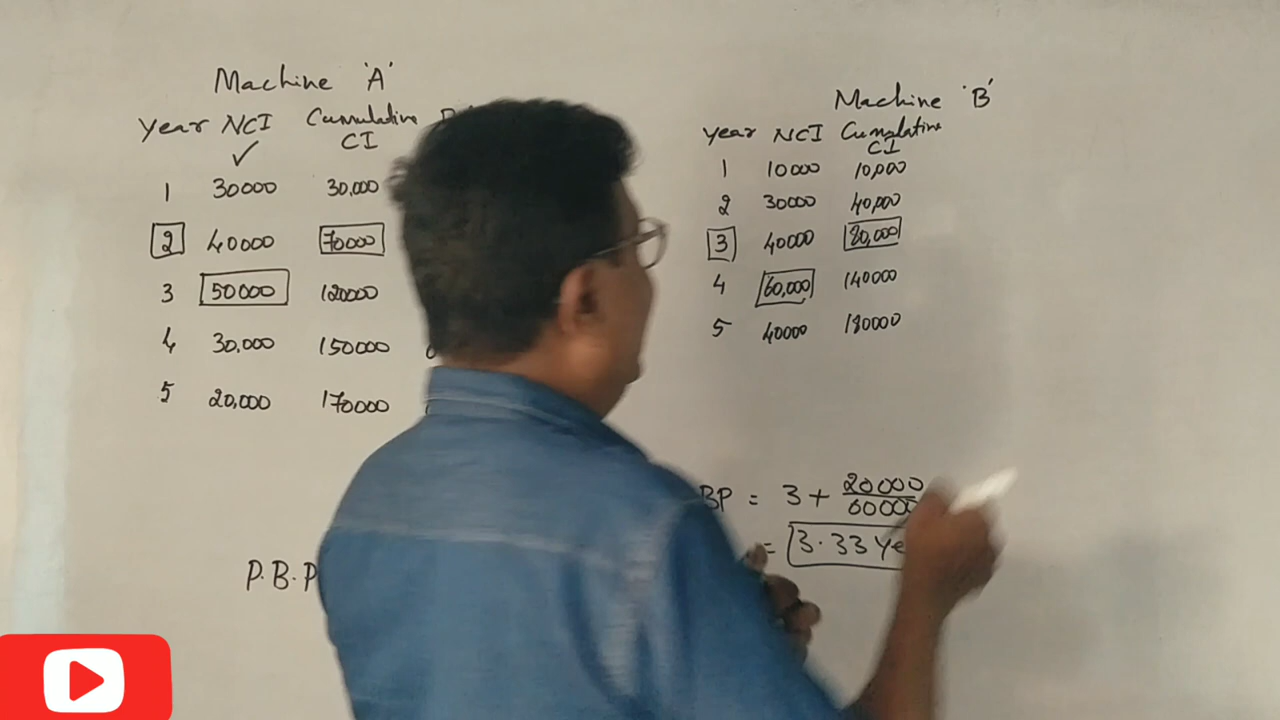 Machine 'A'
Year NCI Cumulative CI
✓
1 30000 30,000
2 40000 70000
3 50000 120000
4 30,000 150000
5 20,000 170000
P.B.P
Machine 'B'
Year NCI Cumulative CI
1 10000 10,000
2 30000 40,000
3 40000 80,000
4 60,000 140000
5 40000 180000
BP = 3 + 20000/60000
= 3.33 Ye